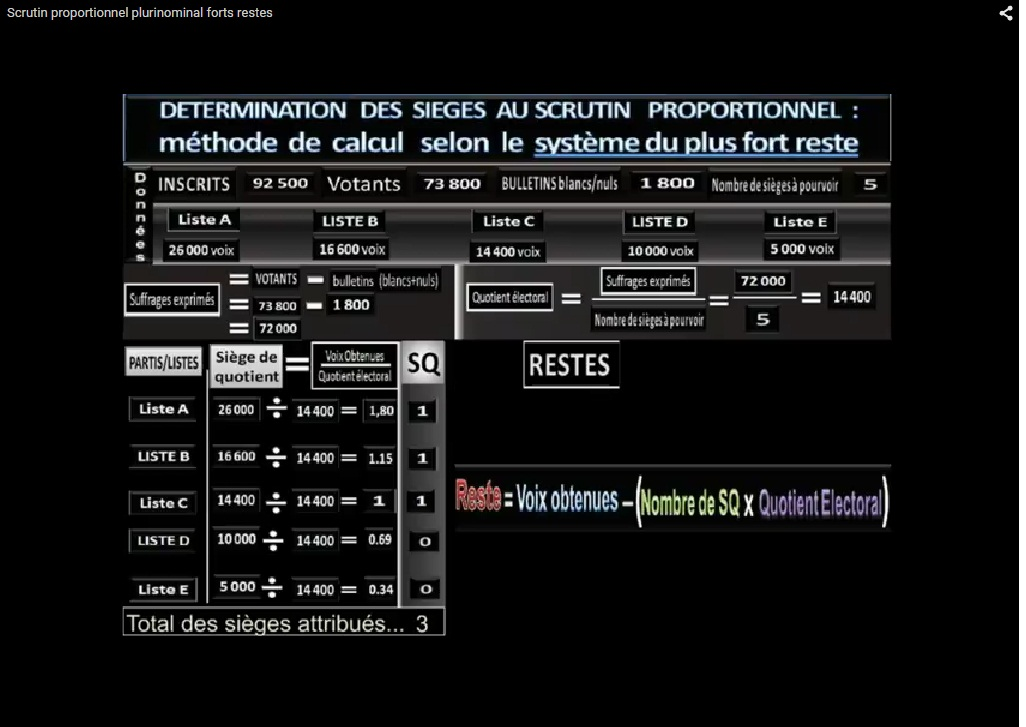 Scrutin proportionnel plurinominal forts restes
DETERMINATION DES SIEGES AU SCRUTIN PROPORTIONNEL :
méthode de calcul selon le système du plus fort reste
Données
INSCRITS 92 500 Votants 73 800 BULLETINS blancs/nuls 1 800 Nombre de sièges à pourvoir 5
Liste A LISTE B Liste C LISTE D Liste E
26 000 voix 16 600 voix 14 400 voix 10 000 voix 5 000 voix
Suffrages exprimés = VOTANTS – bulletins (blancs+nuls)
= 73 800 – 1 800
= 72 000
Quotient électoral = Suffrages exprimés / Nombre de sièges à pourvoir = 72 000 / 5 = 14 400
PARTIS/LISTES Siège de quotient = Voix Obtenues / Quotient électoral SQ
RESTES
Liste A 26 000 ÷ 14 400 = 1,80 1
LISTE B 16 600 ÷ 14 400 = 1.15 1
Liste C 14 400 ÷ 14 400 = 1 1
Reste = Voix obtenues – (Nombre de SQ x Quotient Electoral)
LISTE D 10 000 ÷ 14 400 = 0.69 0
Liste E 5 000 ÷ 14 400 = 0.34 0
Total des sièges attribués... 3